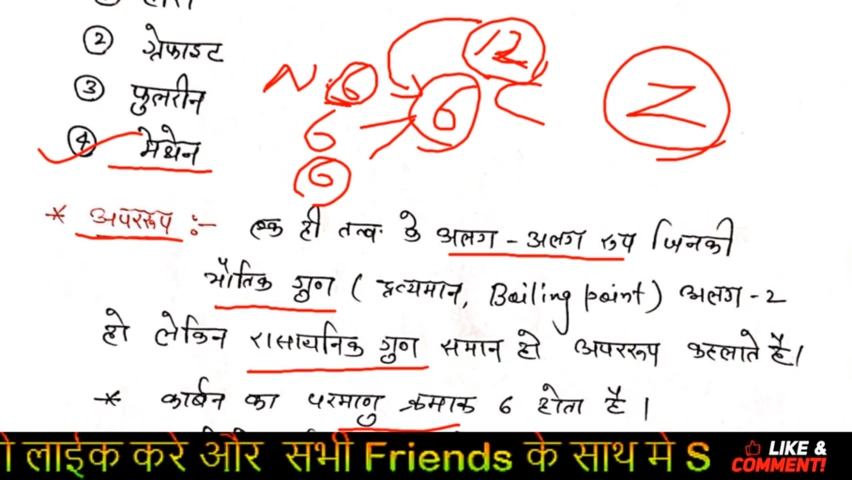 ② ग्रेफाइट
12
N: 6
6
6
6
C
Z
③ फुलरीन
④ मेथेन
* अपररूप :- एक ही तत्व के अलग - अलग रूप जिनकी
भौतिक गुण ( द्रव्यमान, Boiling point) अलग - 2
हो लेकिन रासायनिक गुण समान हो अपररूप कहलाते है।
* कार्बन का परमाणु क्रमाक 6 होता है।
लाईक करे और सभी Friends के साथ मे S
LIKE &
COMMENT!